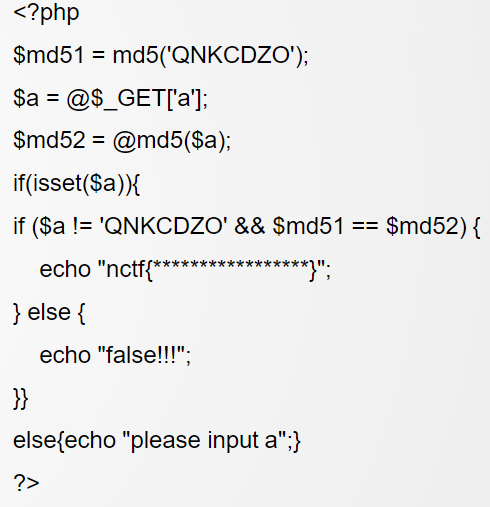 <?php
$md51 = md5('QNKCDZO');
$a = @$_GET['a'];
$md52 = @md5($a);
if(isset($a)){
if ($a != 'QNKCDZO' && $md51 == $md52) {
echo "nctf{*****************}";
} else {
echo "false!!!";
}}
else{echo "please input a";}
?>